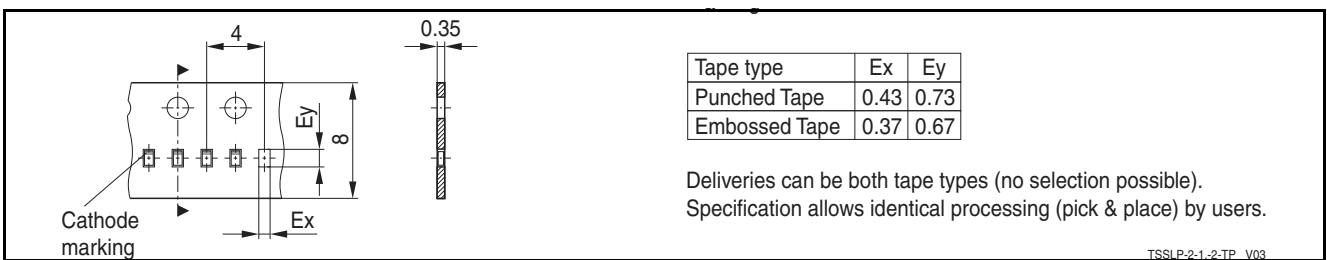 4
0.35
Ey
8
Ex
Cathode
marking
Tape type Ex Ey
Punched Tape 0.43 0.73
Embossed Tape 0.37 0.67
Deliveries can be both tape types (no selection possible).
Specification allows identical processing (pick & place) by users.
TSSLP-2-1,-2-TP V03